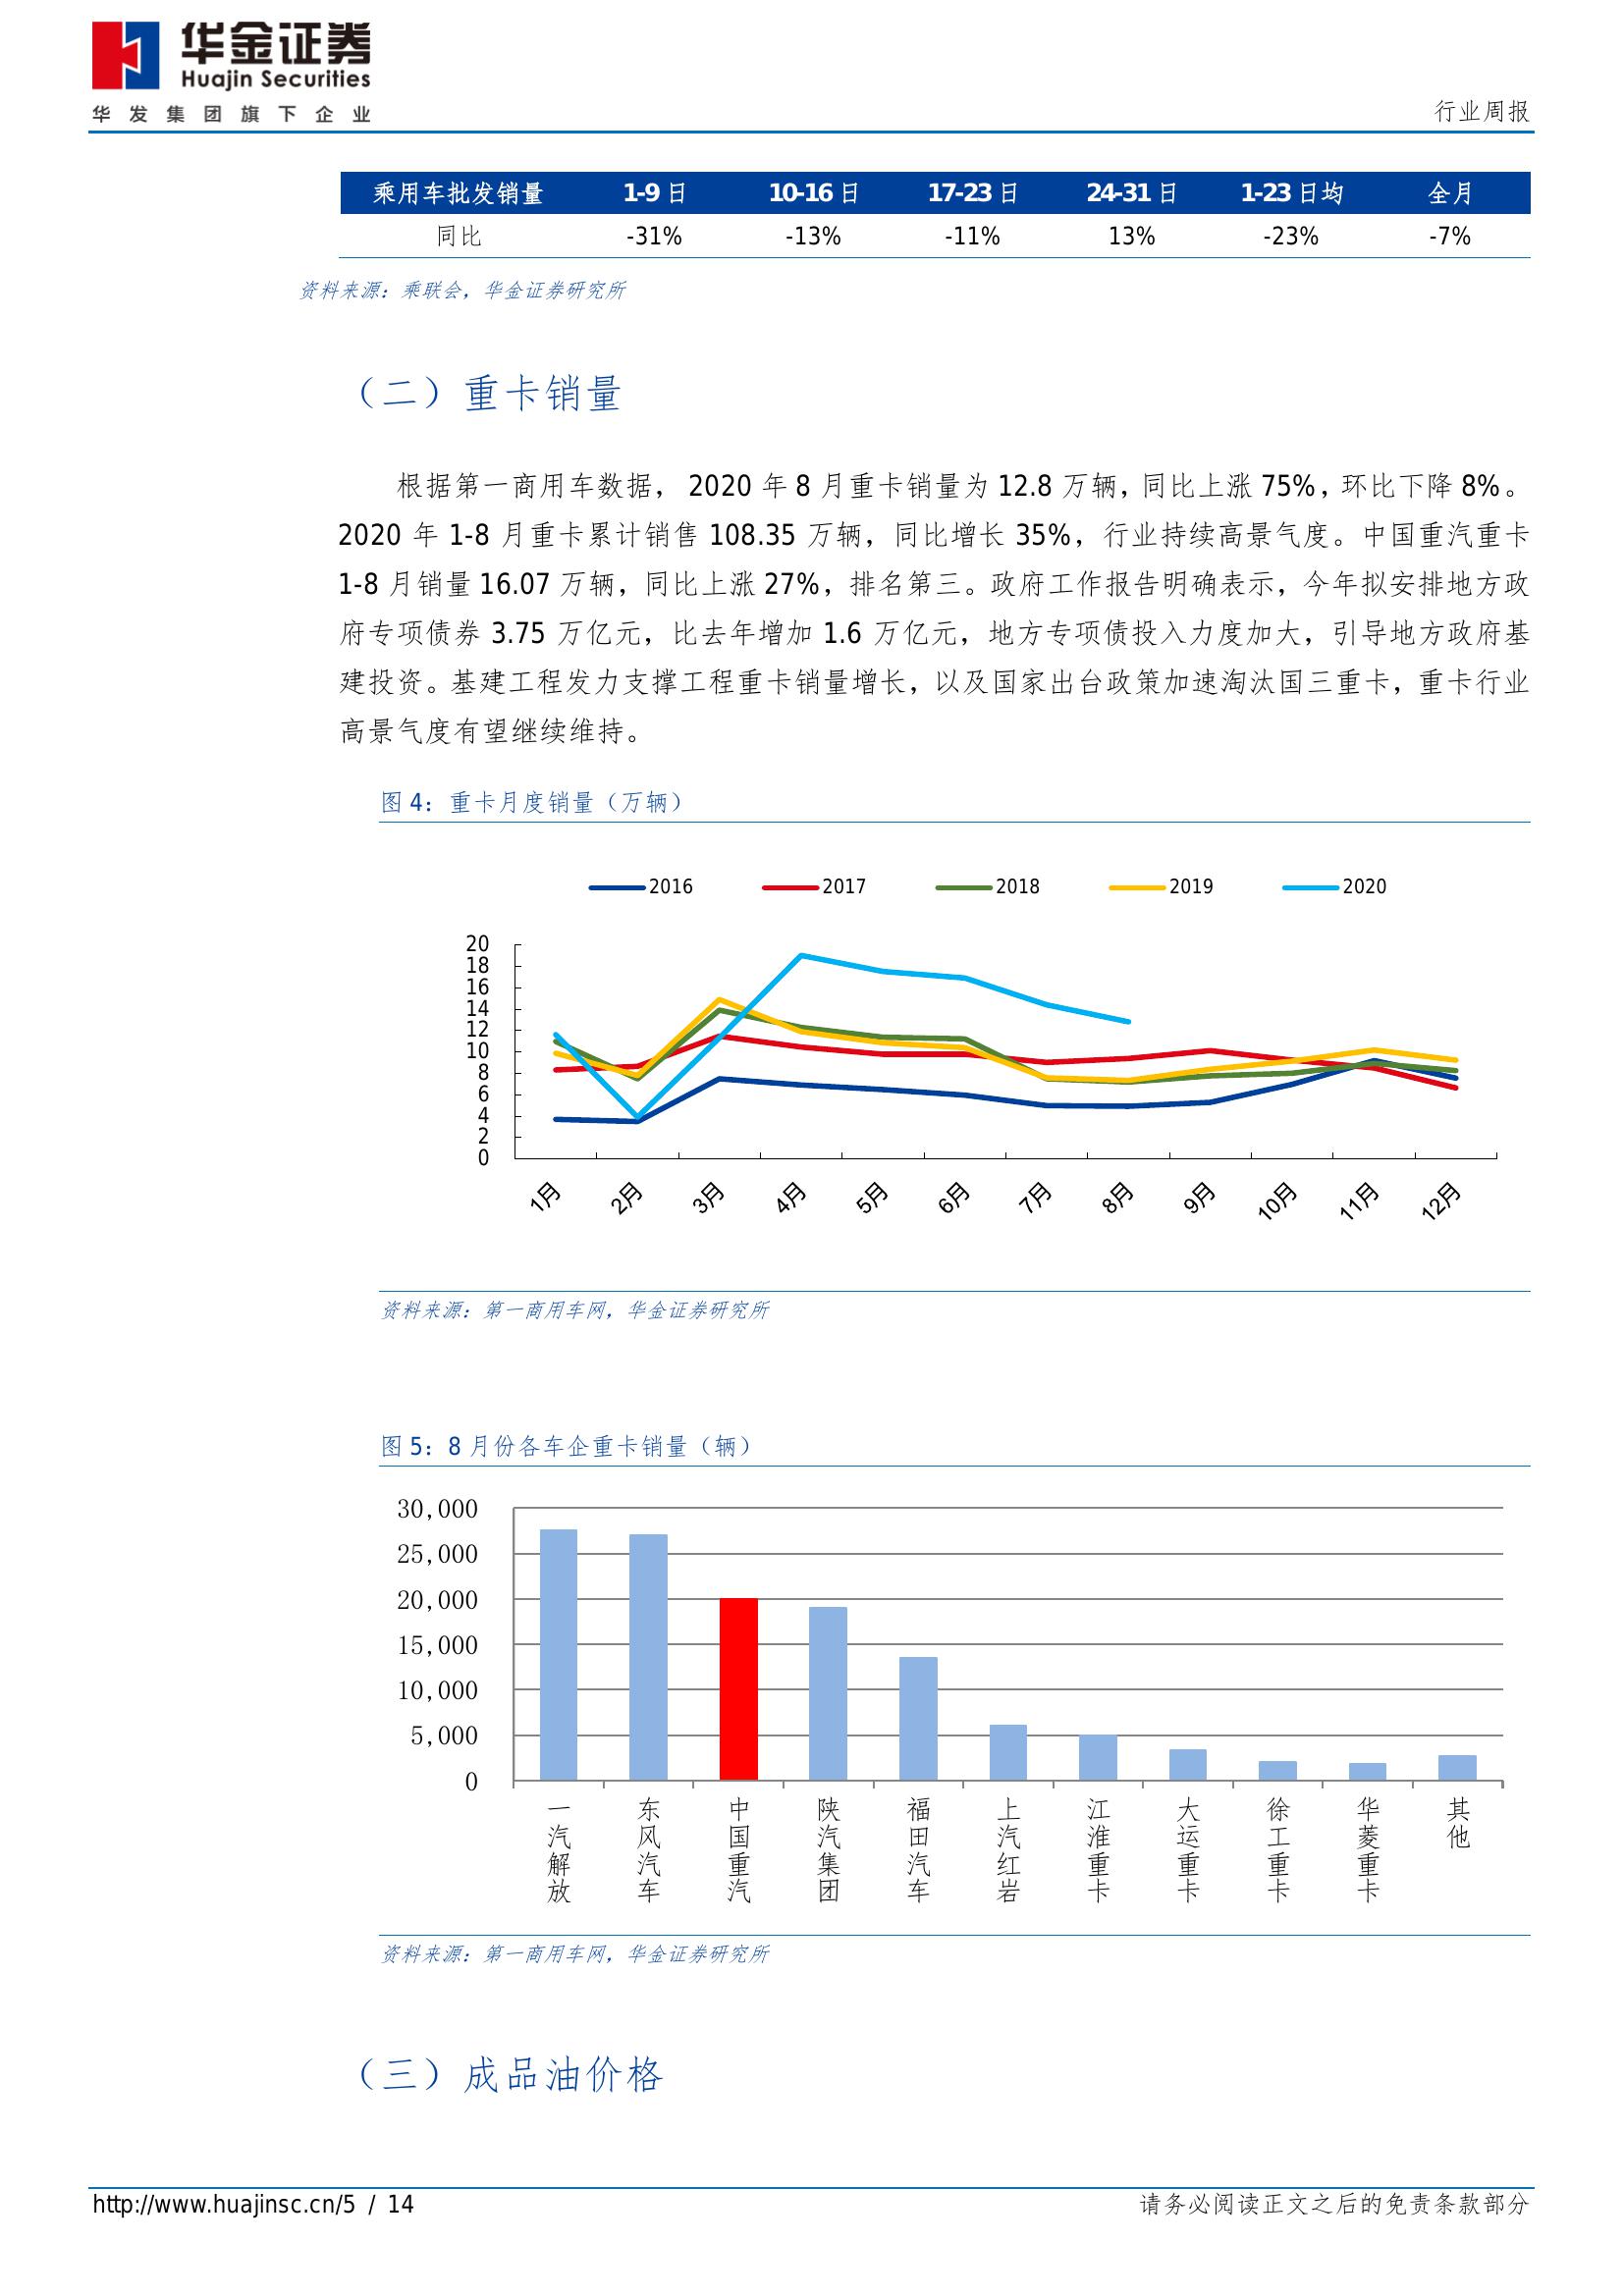 华金证券
Huajin Securities
华发集团旗下企业
行业周报
乘用车批发销量 1-9 日 10-16 日 17-23 日 24-31 日 1-23 日均 全月
同比 -31% -13% -11% 13% -23% -7%
资料来源：乘联会，华金证券研究所
（二）重卡销量
根据第一商用车数据， 2020 年 8 月重卡销量为 12.8 万辆，同比上涨 75%，环比下降 8%。
2020 年 1-8 月重卡累计销售 108.35 万辆，同比增长 35%，行业持续高景气度。中国重汽重卡
1-8 月销量 16.07 万辆，同比上涨 27%，排名第三。政府工作报告明确表示，今年拟安排地方政
府专项债券 3.75 万亿元，比去年增加 1.6 万亿元，地方专项债投入力度加大，引导地方政府基
建投资。基建工程发力支撑工程重卡销量增长，以及国家出台政策加速淘汰国三重卡，重卡行业
高景气度有望继续维持。
图 4：重卡月度销量（万辆）
2016 2017 2018 2019 2020
20
18
16
14
12
10
8
6
4
2
0
1月 2月 3月 4月 5月 6月 7月 8月 9月 10月 11月 12月
资料来源：第一商用车网，华金证券研究所
图 5：8 月份各车企重卡销量（辆）
30,000
25,000
20,000
15,000
10,000
5,000
0
一汽解放 东风汽车 中国重汽 陕汽集团 福田汽车 上汽红岩 江淮重卡 大运重卡 徐工重卡 华菱重卡 其他
资料来源：第一商用车网，华金证券研究所
（三）成品油价格
http://www.huajinsc.cn/5 / 14
请务必阅读正文之后的免责条款部分